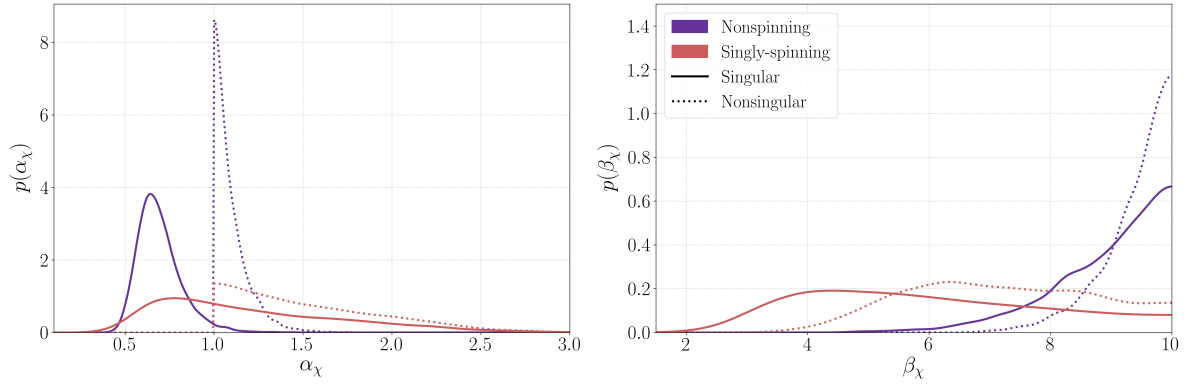 8
6
4
2
0
p(αχ)
0.5 1.0 1.5 2.0 2.5 3.0
αχ
1.4
1.2
1.0
0.8
0.6
0.4
0.2
0.0
p(βχ)
Nonspinning
Singly-spinning
Singular
Nonsingular
2 4 6 8 10
βχ